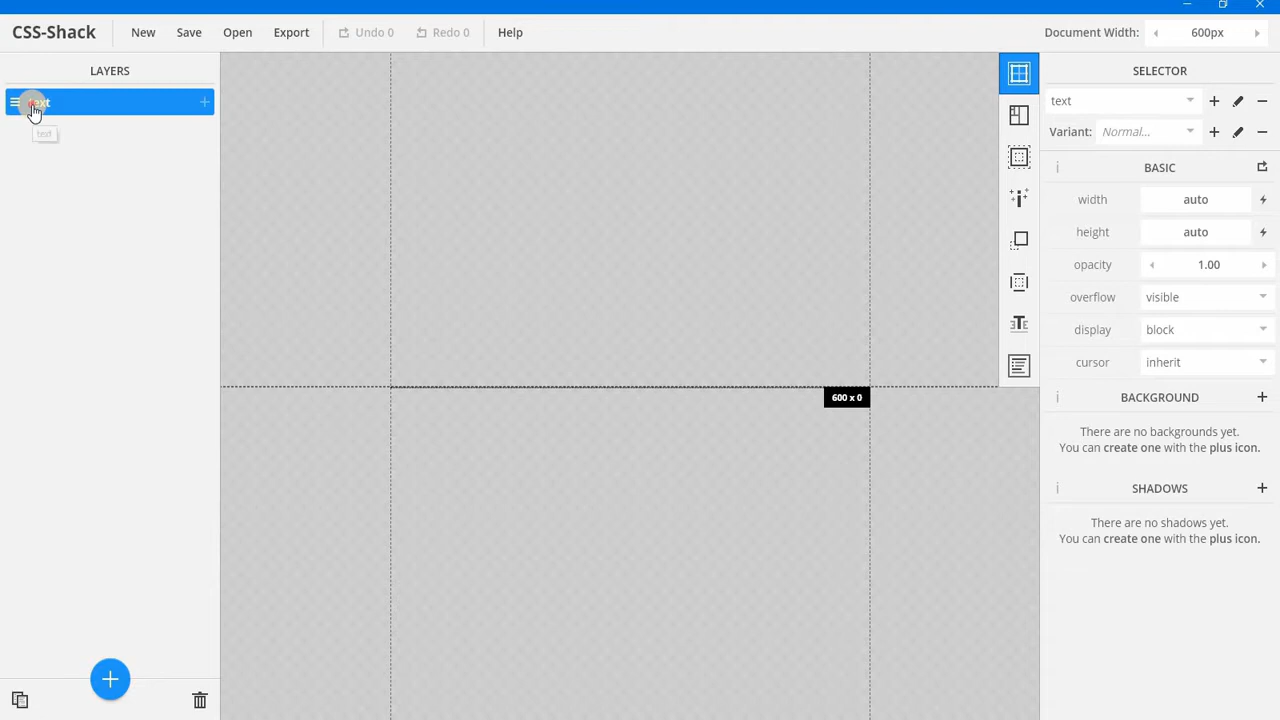 CSS-Shack New Save Open Export Undo 0 Redo 0 Help Document Width: 600px
LAYERS
text
text
600 x 0
SELECTOR
text
Variant: Normal...
BASIC
width auto
height auto
opacity 1.00
overflow visible
display block
cursor inherit
BACKGROUND
There are no backgrounds yet.
You can create one with the plus icon.
SHADOWS
There are no shadows yet.
You can create one with the plus icon.